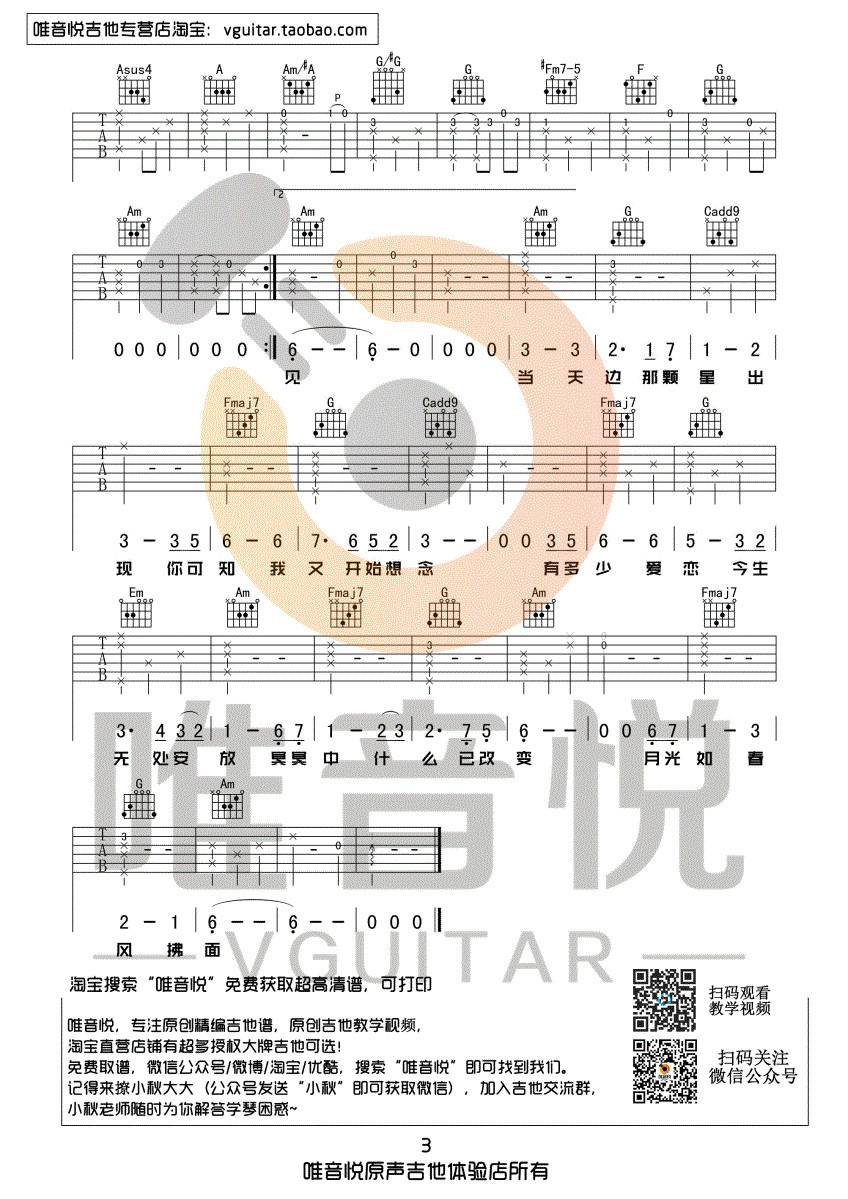 唯音悦吉他专营店淘宝：vguitar.taobao.com
Asus4 A Am/#A G/#G G #Fm7-5 F G
P
2
Am Am Am G Cadd9
0 0 0 | 0 0 0 :| 6 - - | 6 - 0 | 0 0 0 | 3 - 3 | 2· 1 7 | 1 - 2
见 当 天 边 那 颗 星 出
Fmaj7 G Cadd9 Fmaj7 G
3 - 3 5 | 6 - 6 | 7· 6 5 2 | 3 - - | 0 0 3 5 | 6 - 6 | 5 - 3 2
现 你 可 知 我 又 开 始 想 念 有 多 少 爱 恋 今 生
Em Am Fmaj7 G Am Fmaj7
3· 4 3 2 | 1 - 6 7 | 1 - 2 3 | 2· 7 5 | 6 - - | 0 0 6 7 | 1 - 3
无 处 安 放 冥 冥 中 什 么 已 改 变 月 光 如 春
G Am
2 - 1 | 6 - - | 6 - - | 0 0 0
风 拂 面
唯音悦
VGUITAR
淘宝搜索“唯音悦”免费获取超高清谱，可打印
唯音悦，专注原创精编吉他谱，原创吉他教学视频，
淘宝直营店铺有超多授权大牌吉他可选！
免费取谱，微信公众号/微博/淘宝/优酷，搜索“唯音悦”即可找到我们。
记得来撩小秋大大（公众号发送“小秋”即可获取微信），加入吉他交流群，
小秋老师随时为你解答学琴困惑~
扫码观看
教学视频
扫码关注
微信公众号
3
唯音悦原声吉他体验店所有